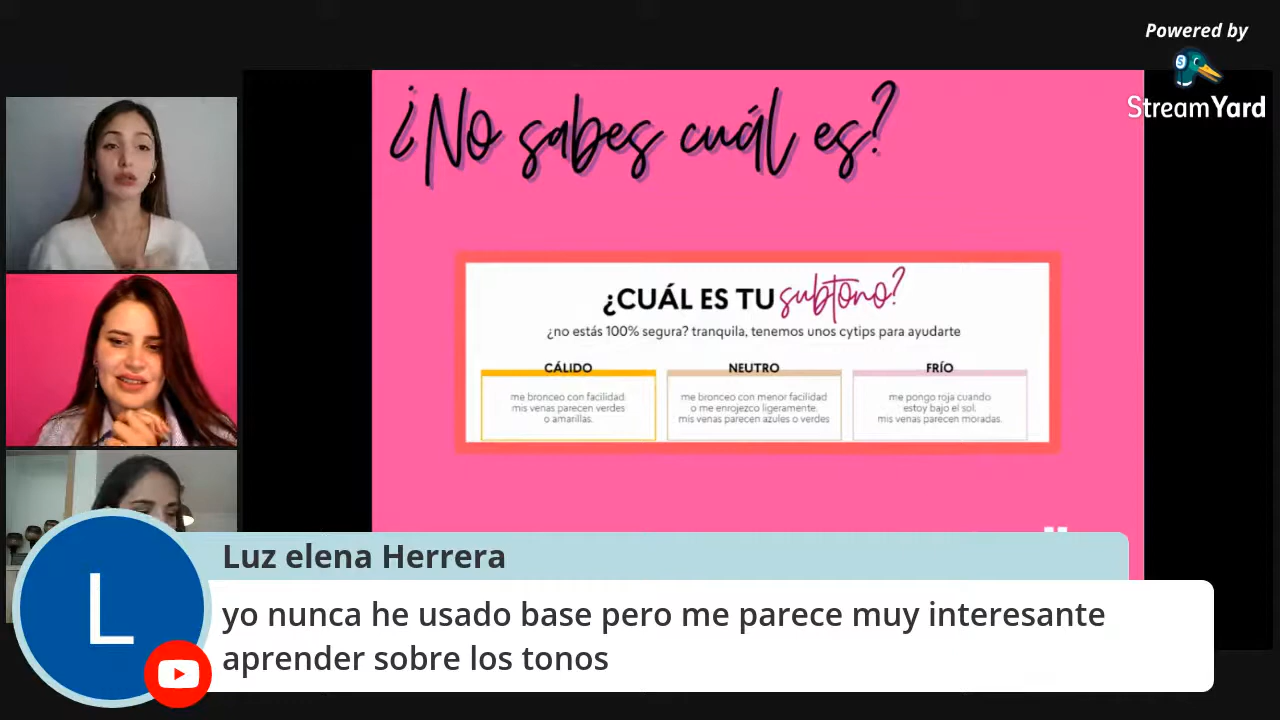 Powered by
StreamYard
¿No sabes cuál es?
¿CUÁL ES TU subtono?
¿no estás 100% segura? tranquila, tenemos unos cytips para ayudarte
CÁLIDO
me bronceo con facilidad.
mis venas parecen verdes
o amarillas.
NEUTRO
me bronceo con menor facilidad
o me enrojezco ligeramente.
mis venas parecen azules o verdes
FRÍO
me pongo roja cuando
estoy bajo el sol.
mis venas parecen moradas.
L
Luz elena Herrera
yo nunca he usado base pero me parece muy interesante
aprender sobre los tonos